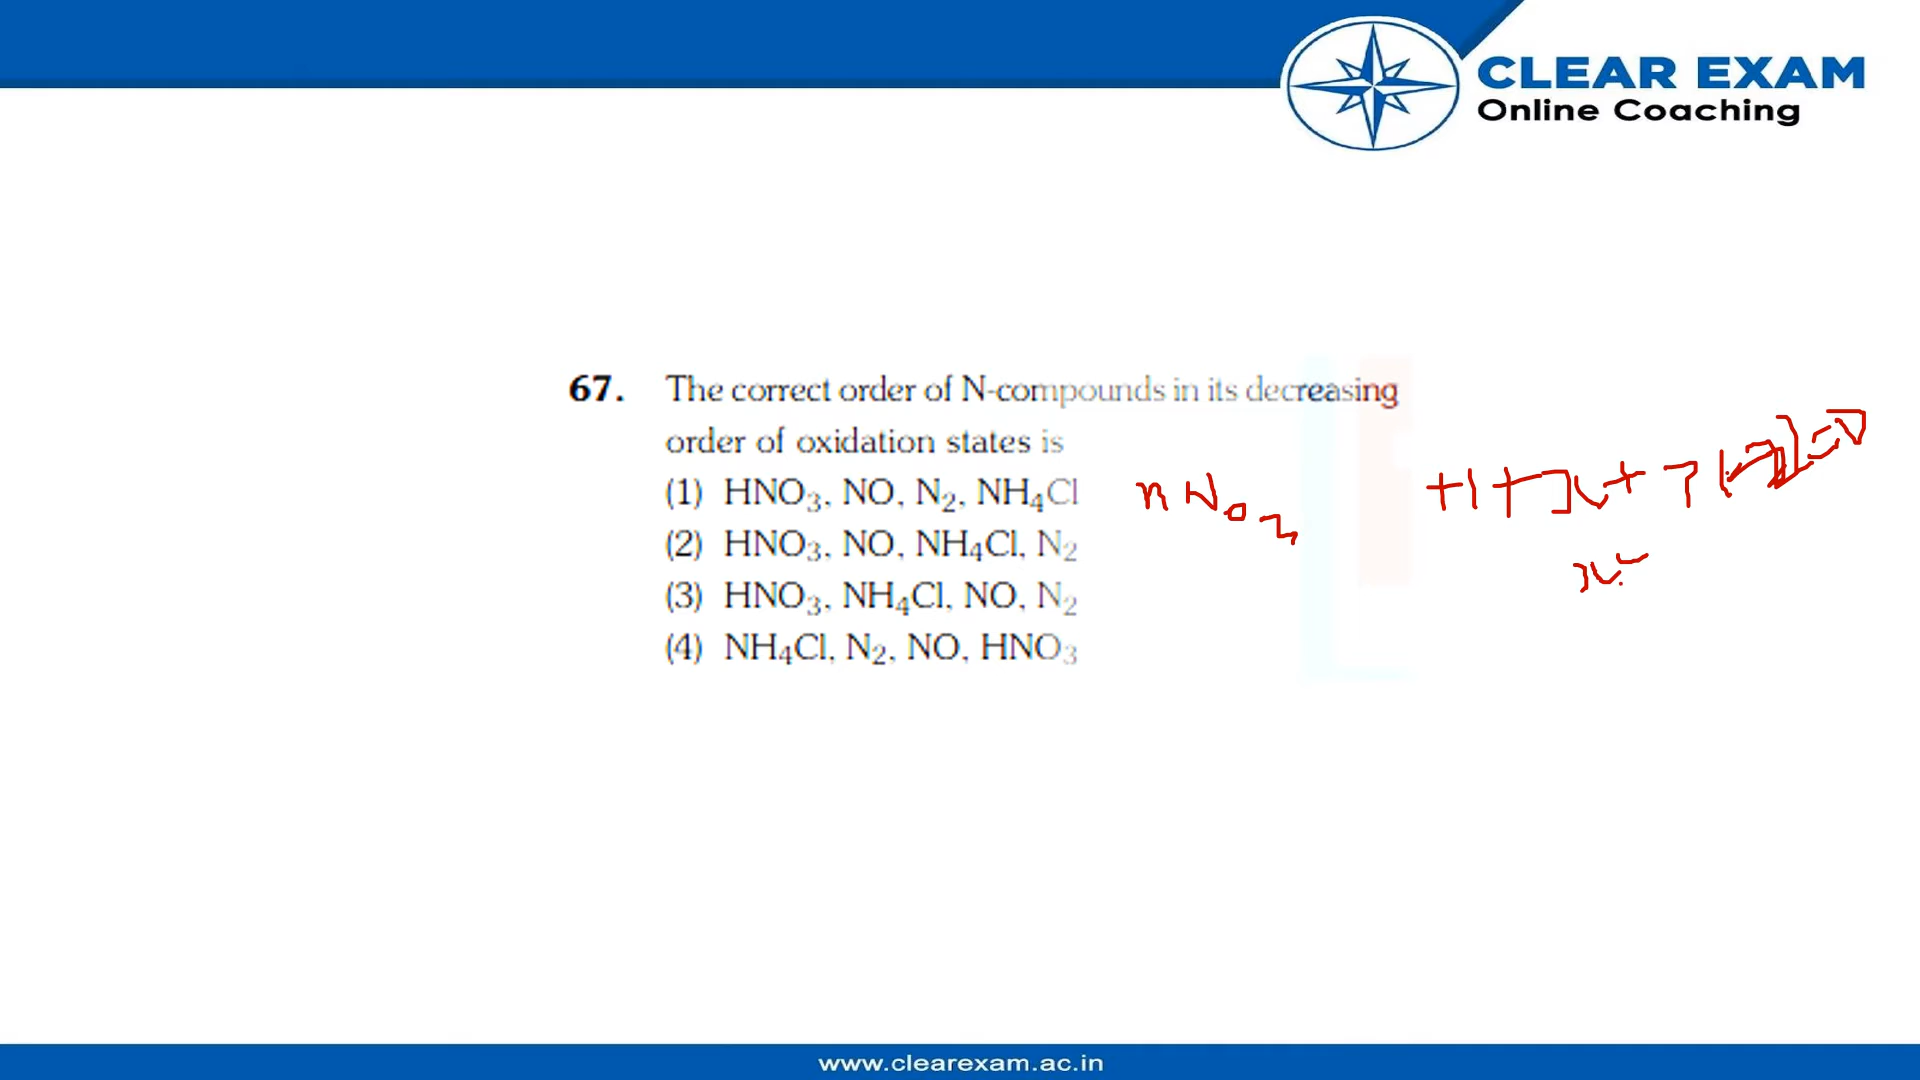 CLEAR EXAM
Online Coaching
67. The correct order of N-compounds in its decreasing
order of oxidation states is
(1) HNO₃, NO, N₂, NH₄Cl
(2) HNO₃, NO, NH₄Cl, N₂
(3) HNO₃, NH₄Cl, NO, N₂
(4) NH₄Cl, N₂, NO, HNO₃
www.clearexam.ac.in